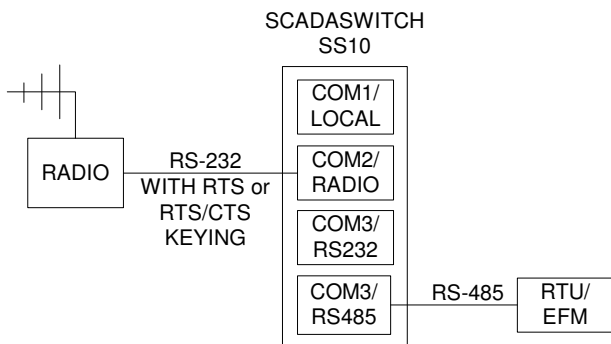 SCADASWITCH
SS10
COM1/
LOCAL
RADIO
RS-232
WITH RTS or
RTS/CTS
KEYING
COM2/
RADIO
COM3/
RS232
COM3/
RS485
RS-485
RTU/
EFM